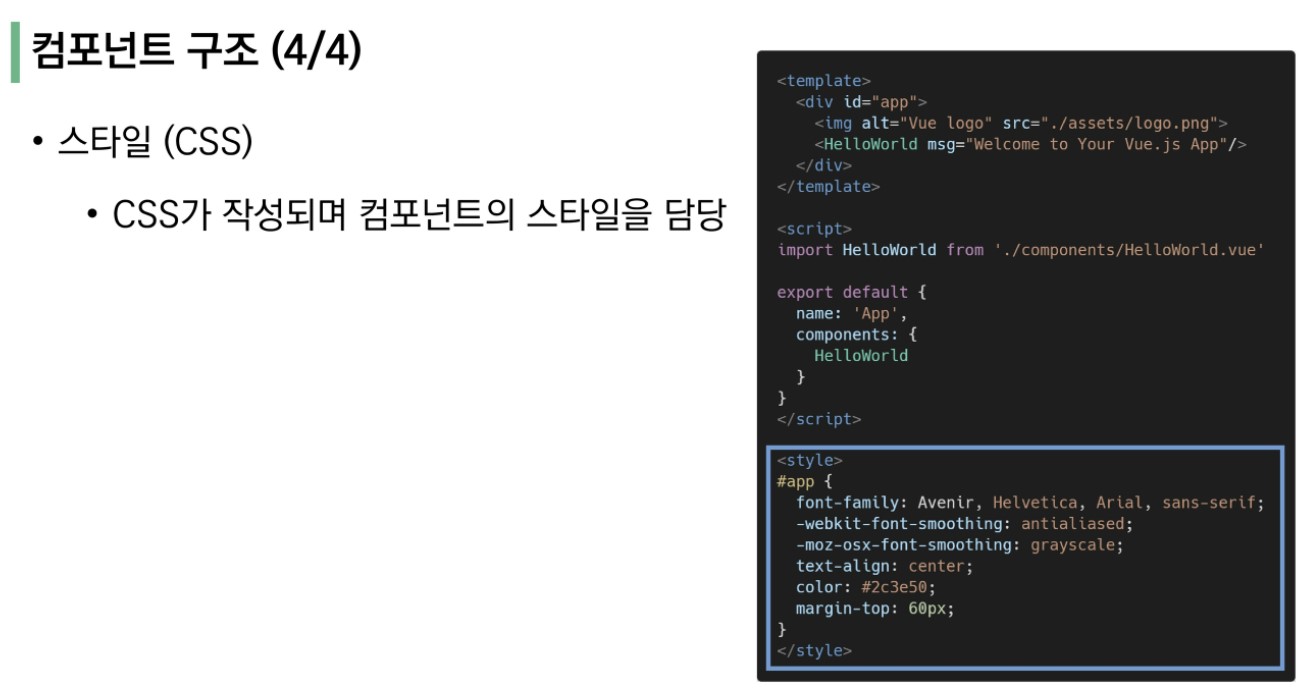 컴포넌트 구조 (4/4)
• 스타일 (CSS)
• CSS가 작성되며 컴포넌트의 스타일을 담당
<template>
  <div id="app">
    <img alt="Vue logo" src="./assets/logo.png">
    <HelloWorld msg="Welcome to Your Vue.js App"/>
  </div>
</template>

<script>
import HelloWorld from './components/HelloWorld.vue'

export default {
  name: 'App',
  components: {
    HelloWorld
  }
}
</script>

<style>
#app {
  font-family: Avenir, Helvetica, Arial, sans-serif;
  -webkit-font-smoothing: antialiased;
  -moz-osx-font-smoothing: grayscale;
  text-align: center;
  color: #2c3e50;
  margin-top: 60px;
}
</style>